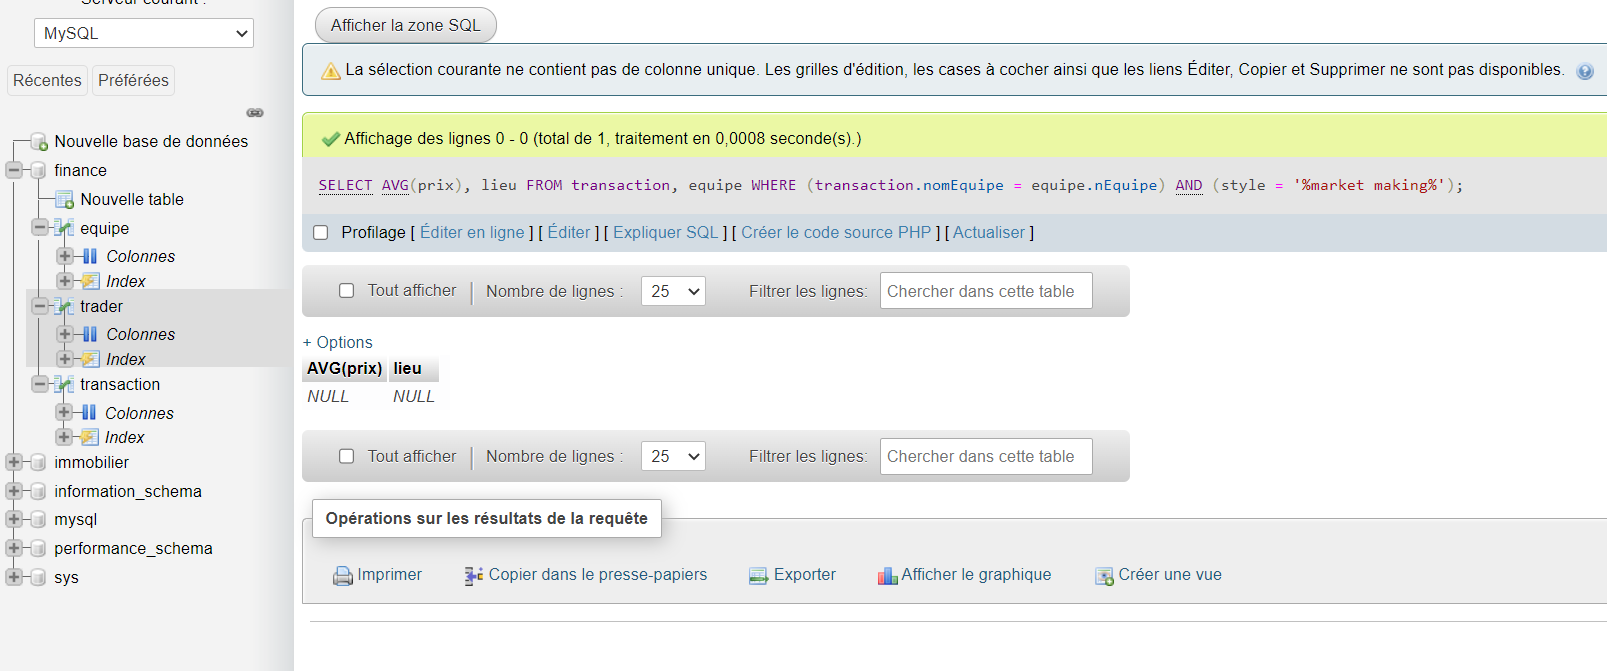 Serveur courant :
MySQL
Récentes Préférées
Nouvelle base de données
finance
Nouvelle table
equipe
Colonnes
Index
trader
Colonnes
Index
transaction
Colonnes
Index
immobilier
information_schema
mysql
performance_schema
sys
Afficher la zone SQL
La sélection courante ne contient pas de colonne unique. Les grilles d'édition, les cases à cocher ainsi que les liens Éditer, Copier et Supprimer ne sont pas disponibles.
Affichage des lignes 0 - 0 (total de 1, traitement en 0,0008 seconde(s).)
SELECT AVG(prix), lieu FROM transaction, equipe WHERE (transaction.nomEquipe = equipe.nEquipe) AND (style = '%market making%');
Profilage [ Éditer en ligne ] [ Éditer ] [ Expliquer SQL ] [ Créer le code source PHP ] [ Actualiser ]
Tout afficher | Nombre de lignes : 25 Filtrer les lignes: Chercher dans cette table
+ Options
AVG(prix) lieu
NULL NULL
Tout afficher | Nombre de lignes : 25 Filtrer les lignes: Chercher dans cette table
Opérations sur les résultats de la requête
Imprimer Copier dans le presse-papiers Exporter Afficher le graphique Créer une vue